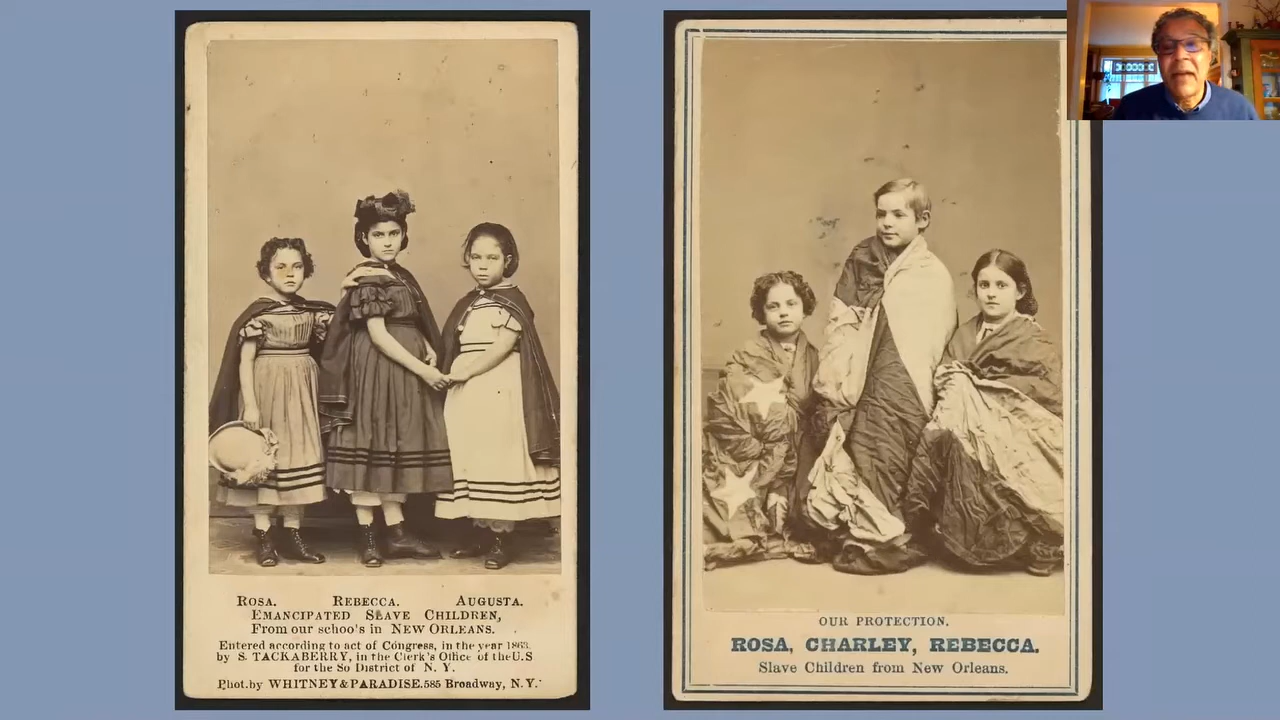 ROSA. REBECCA. AUGUSTA.
EMANCIPATED SLAVE CHILDREN,
From our schoo's in NEW ORLEANS.
Entered according to act of Congress, in the year 1863.
by S. TACKABERRY, in the Clerk's Office of the U.S
for the So District of N. Y.
Phot. by WHITNEY & PARADISE. 585 Broadway, N. Y.
OUR PROTECTION.
ROSA, CHARLEY, REBECCA.
Slave Children from New Orleans.